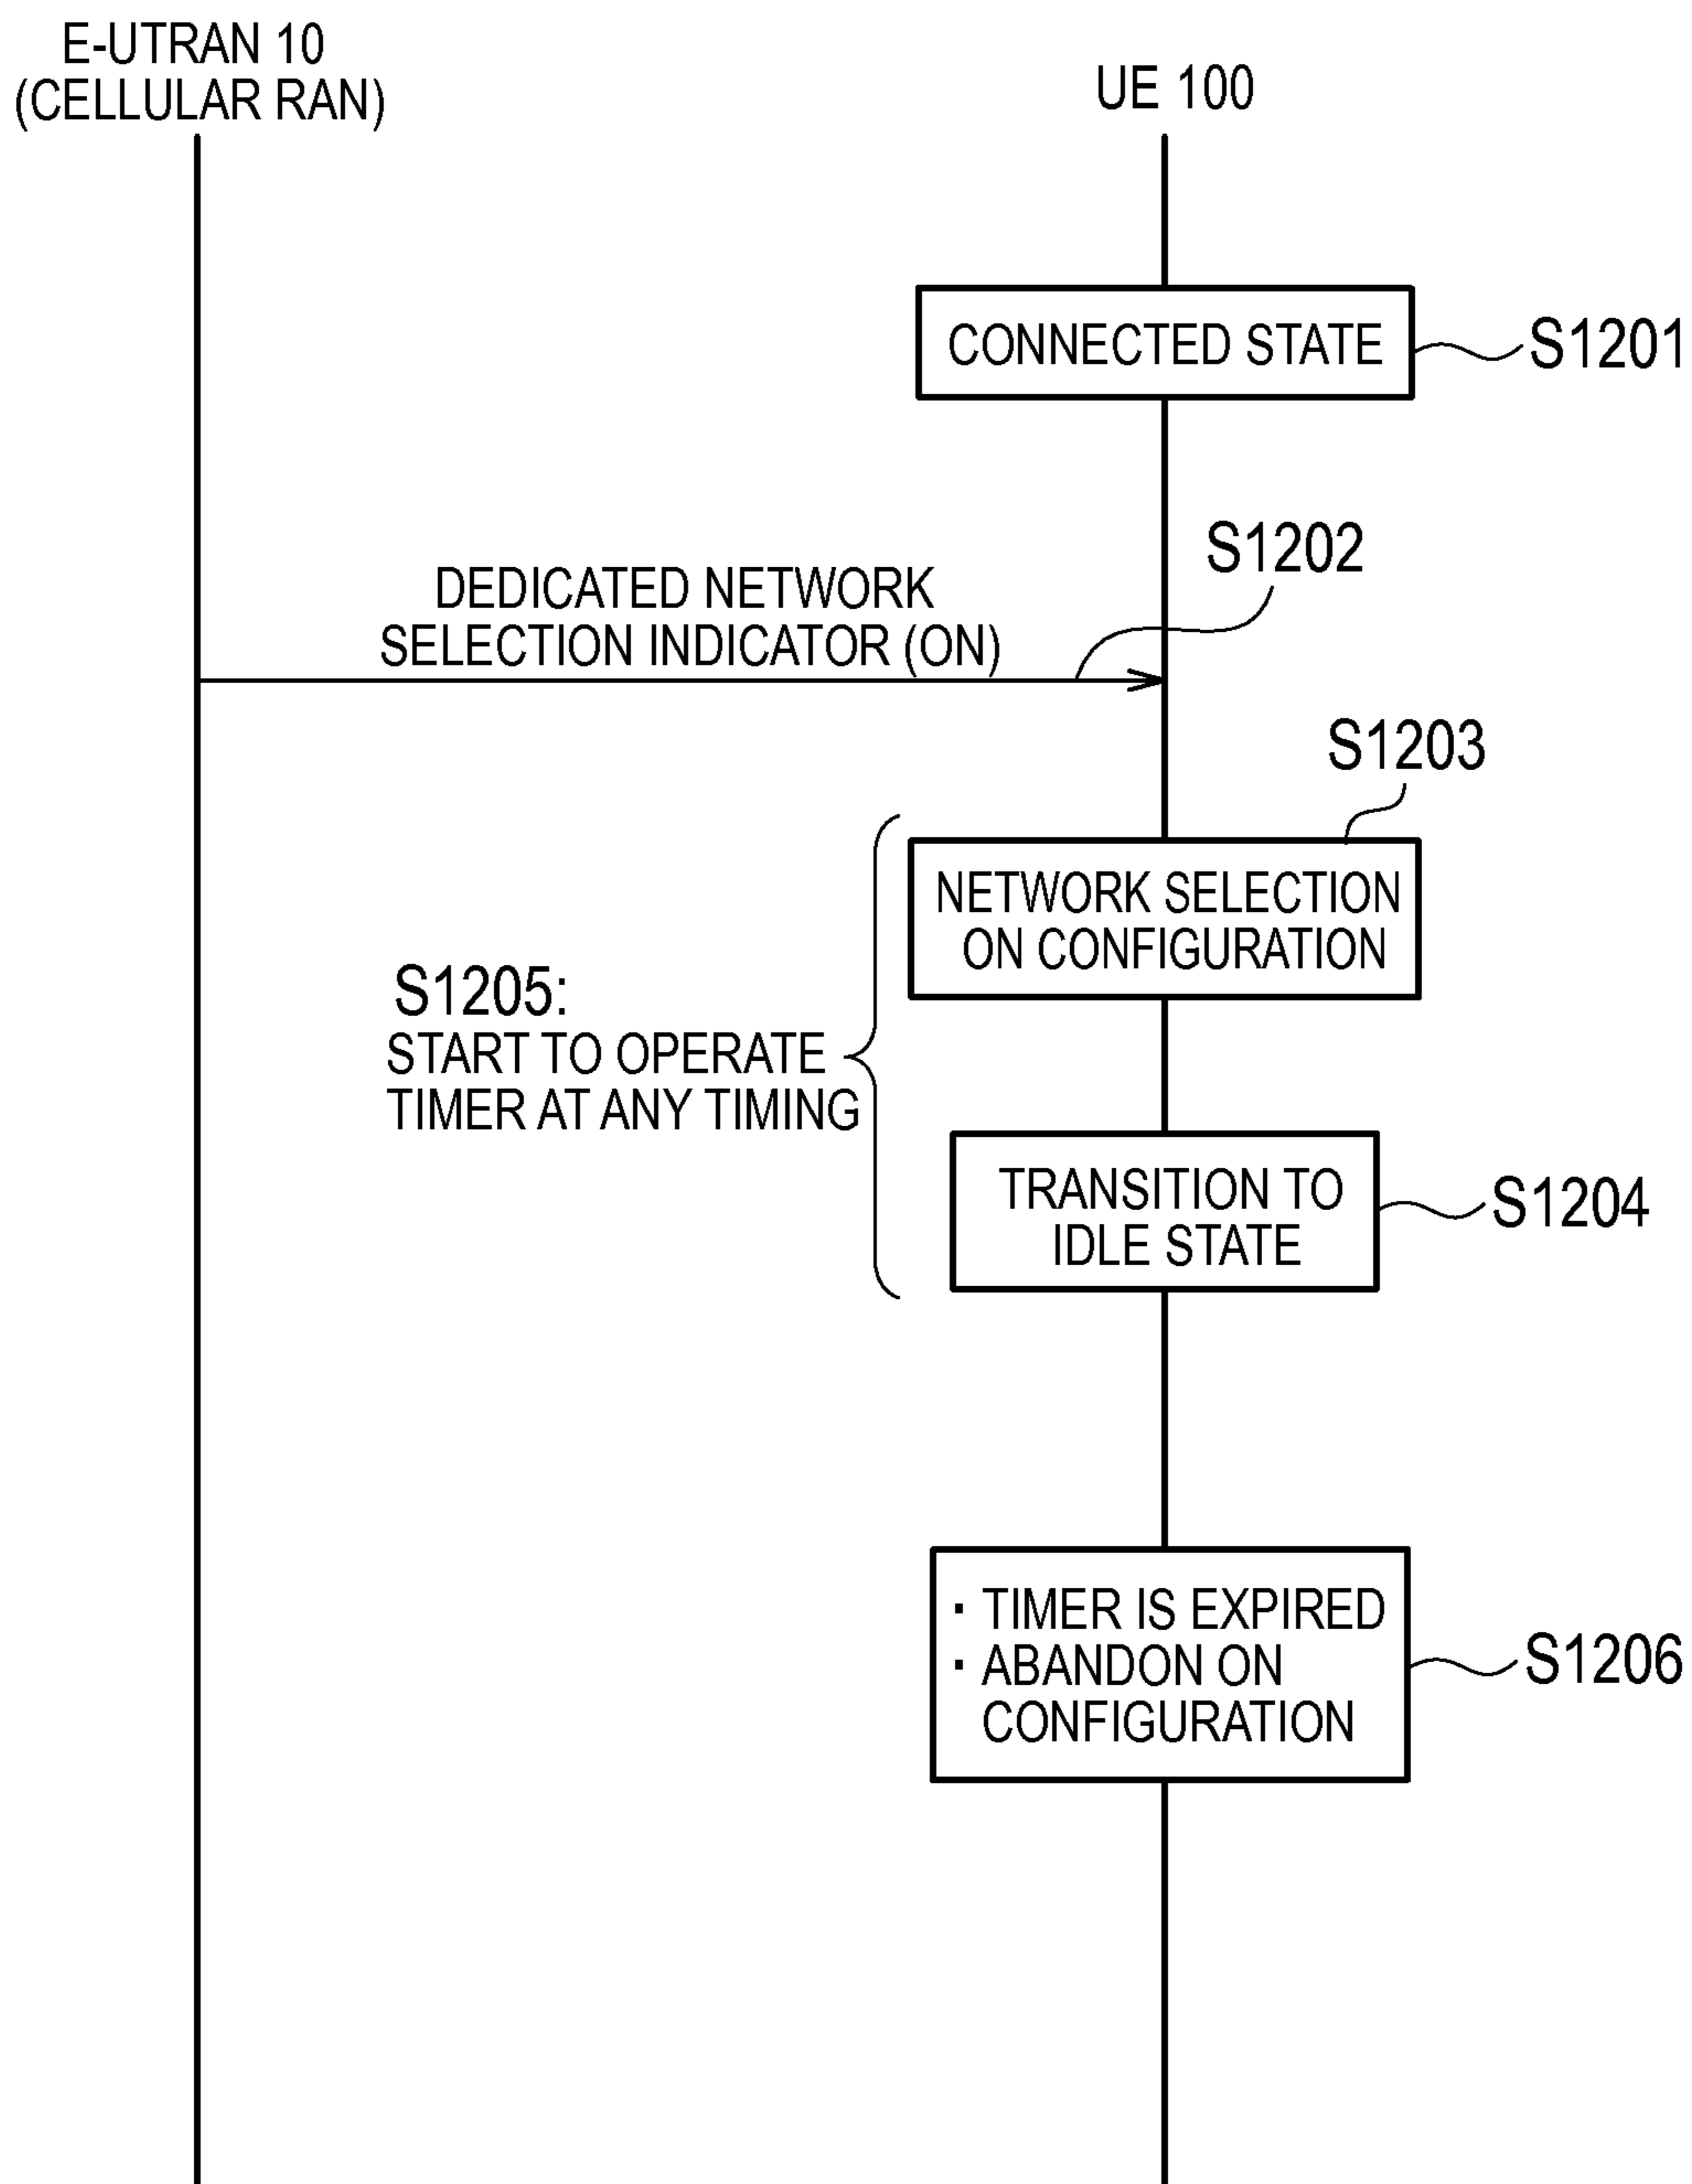 E-UTRAN 10
(CELLULAR RAN)
UE 100
CONNECTED STATE
S1201
S1202
DEDICATED NETWORK
SELECTION INDICATOR (ON)
S1203
NETWORK SELECTION
ON CONFIGURATION
S1205:
START TO OPERATE
TIMER AT ANY TIMING
TRANSITION TO
IDLE STATE
S1204
· TIMER IS EXPIRED
· ABANDON ON
CONFIGURATION
S1206